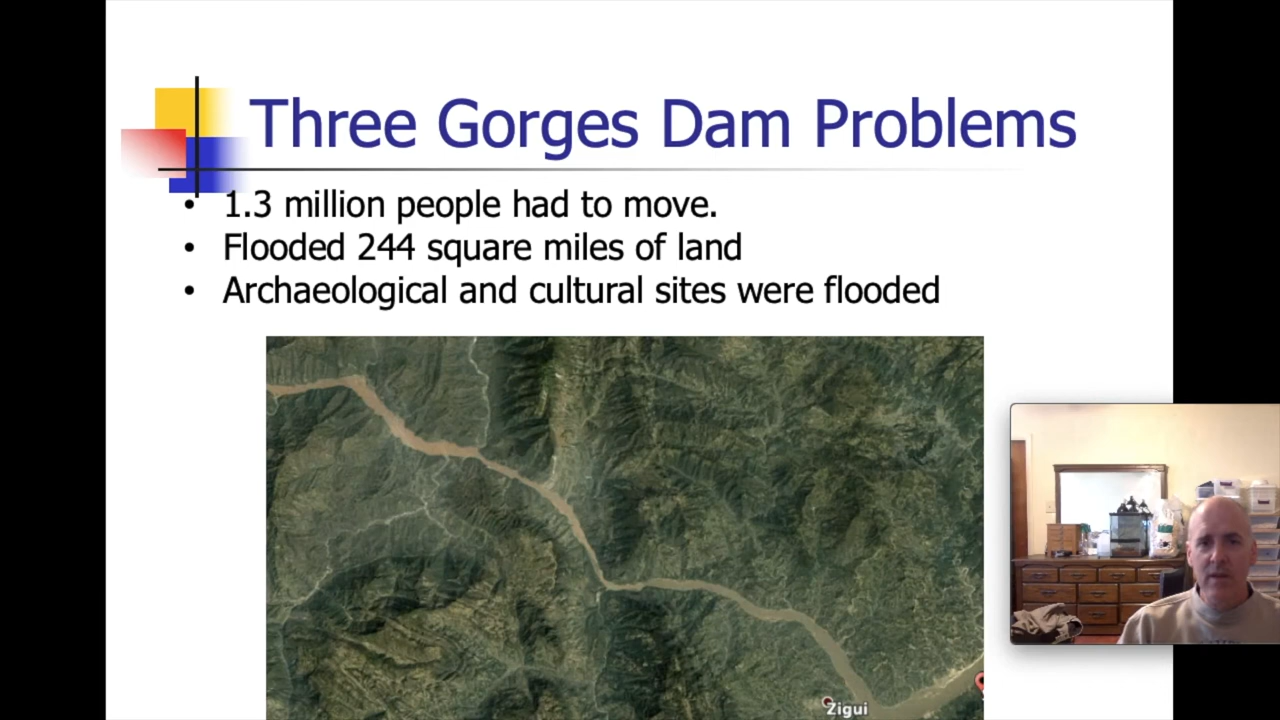 Three Gorges Dam Problems
• 1.3 million people had to move.
• Flooded 244 square miles of land
• Archaeological and cultural sites were flooded
Zigui